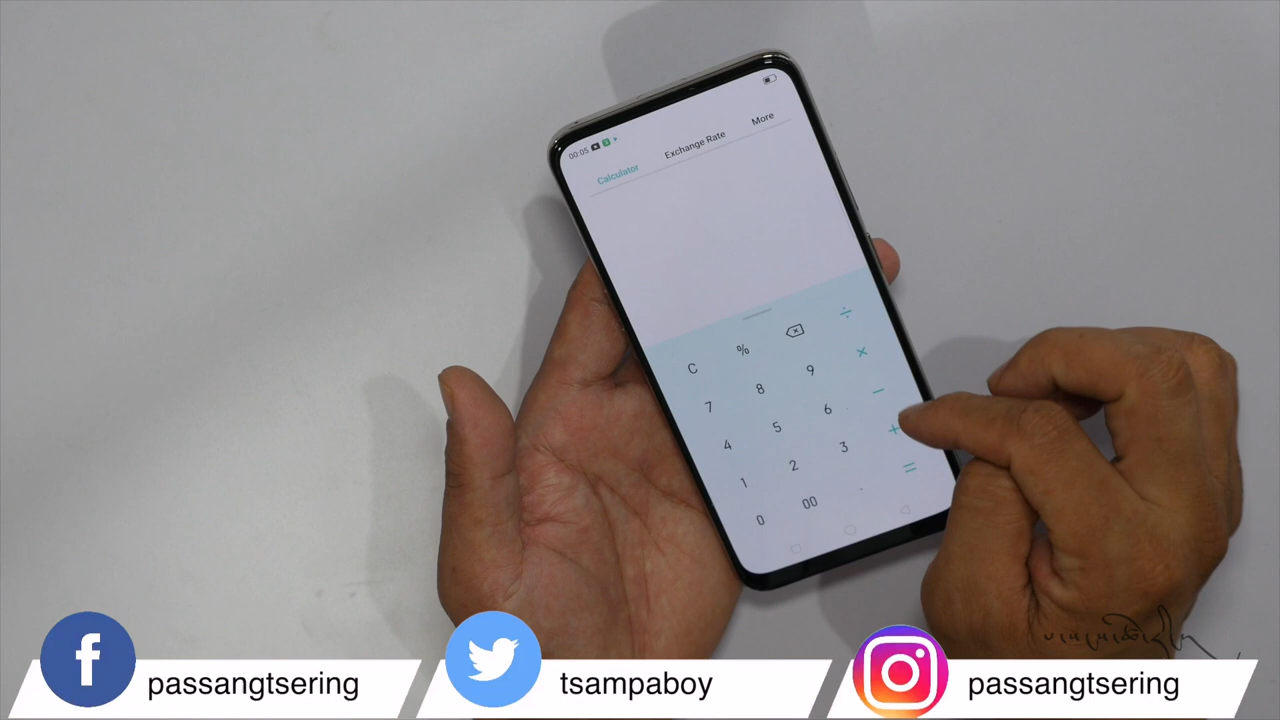 00:05
Calculator Exchange Rate More
C % ÷
7 8 9 ×
4 5 6 −
1 2 3 +
0 00 . =
passangtsering tsampaboy passangtsering